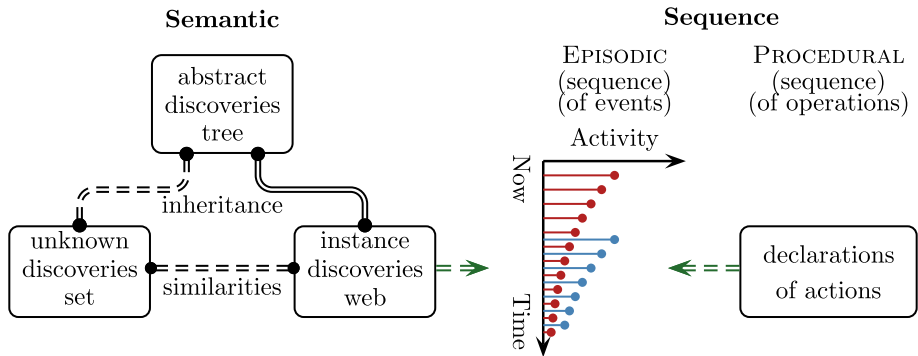 Semantic
abstract
discoveries
tree
inheritance
unknown
discoveries
set
similarities
instance
discoveries
web
Sequence
EPISODIC
(sequence)
(of events)
PROCEDURAL
(sequence)
(of operations)
Activity
Now
Time
declarations
of actions